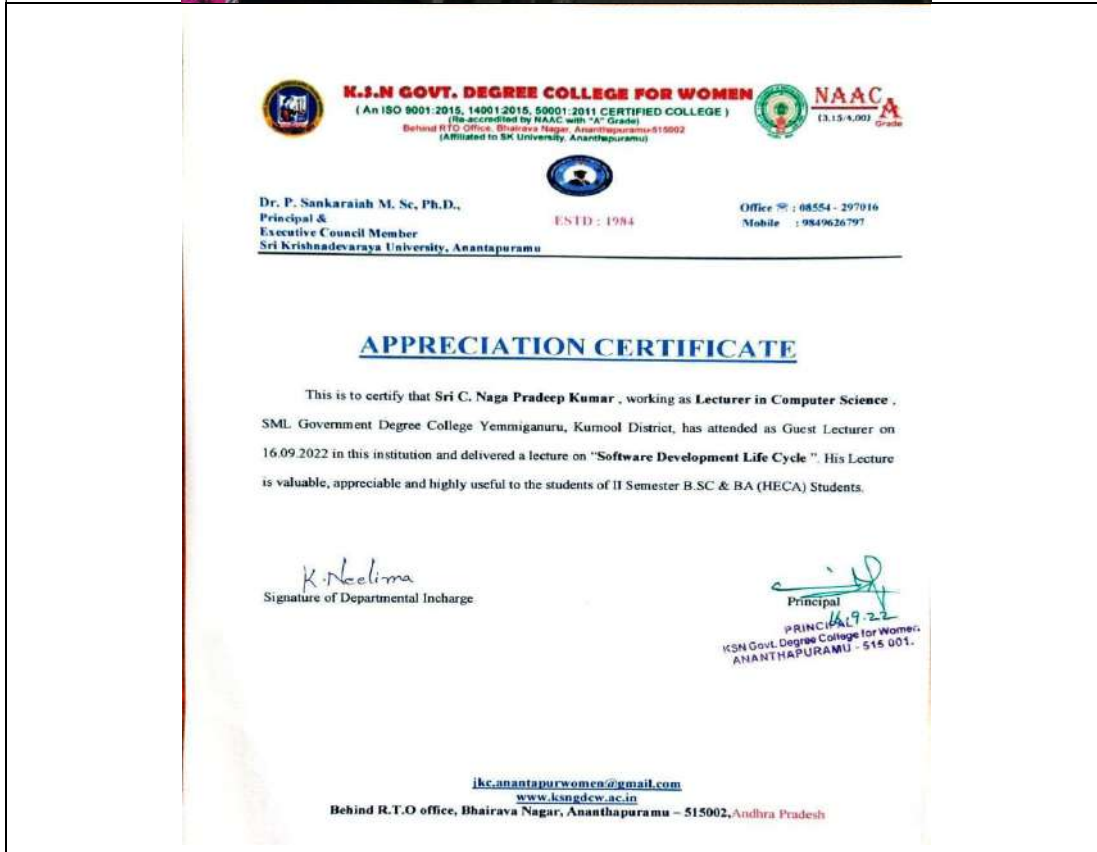 K.S.N GOVT. DEGREE COLLEGE FOR WOMEN
( An ISO 9001:2015, 14001:2015, 50001:2011 CERTIFIED COLLEGE )
(Re-accredited by NAAC with "A" Grade)
Behind RTO Office, Bhairava Nagar, Ananthapuramu-515002
(Affiliated to SK University, Ananthapuramu)
NAAC
(3.15/4.00) A
Grade
Dr. P. Sankaraiah M. Sc, Ph.D.,
Principal &
Executive Council Member
Sri Krishnadevaraya University, Anantapuramu
ESTD : 1984
Office ☏ : 08554 - 297016
Mobile : 9849626797
APPRECIATION CERTIFICATE
This is to certify that Sri C. Naga Pradeep Kumar , working as Lecturer in Computer Science ,
SML Government Degree College Yemmiganuru, Kurnool District, has attended as Guest Lecturer on
16.09.2022 in this institution and delivered a lecture on "Software Development Life Cycle ". His Lecture
is valuable, appreciable and highly useful to the students of II Semester B.SC & BA (HECA) Students.
K. Neelima
Signature of Departmental Incharge
Principal
16.9.22
PRINCIPAL
KSN Govt. Degree College for Women.
ANANTHAPURAMU - 515 001.
jkc.anantapurwomen@gmail.com
www.ksngdcw.ac.in
Behind R.T.O office, Bhairava Nagar, Ananthapuramu – 515002,Andhra Pradesh